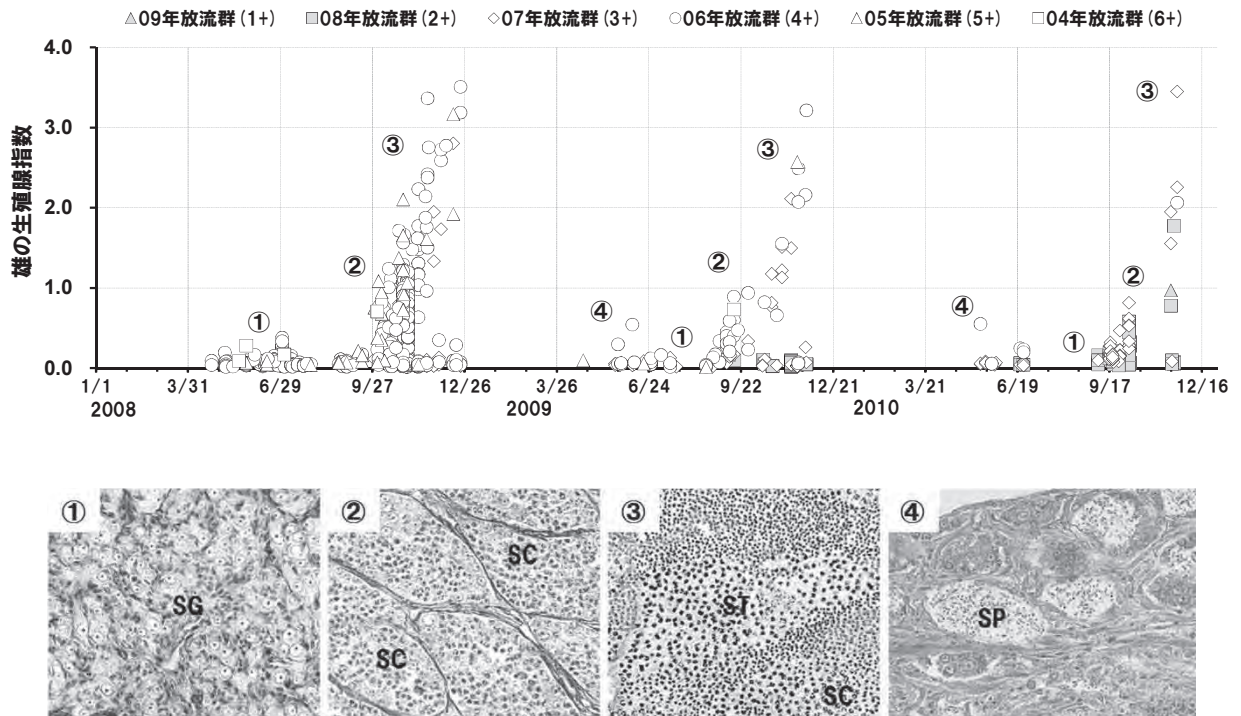 09年放流群(1+) 08年放流群(2+) 07年放流群(3+) 06年放流群(4+) 05年放流群(5+) 04年放流群(6+)
雄の生殖腺指数
4.0
3.0
2.0
1.0
0.0
① ② ③ ④ ① ② ③ ④ ① ② ③
1/1 3/31 6/29 9/27 12/26 3/26 6/24 9/22 12/21 3/21 6/19 9/17 12/16
2008 2009 2010
① ② ③ ④
SG SC SC ST SC SP